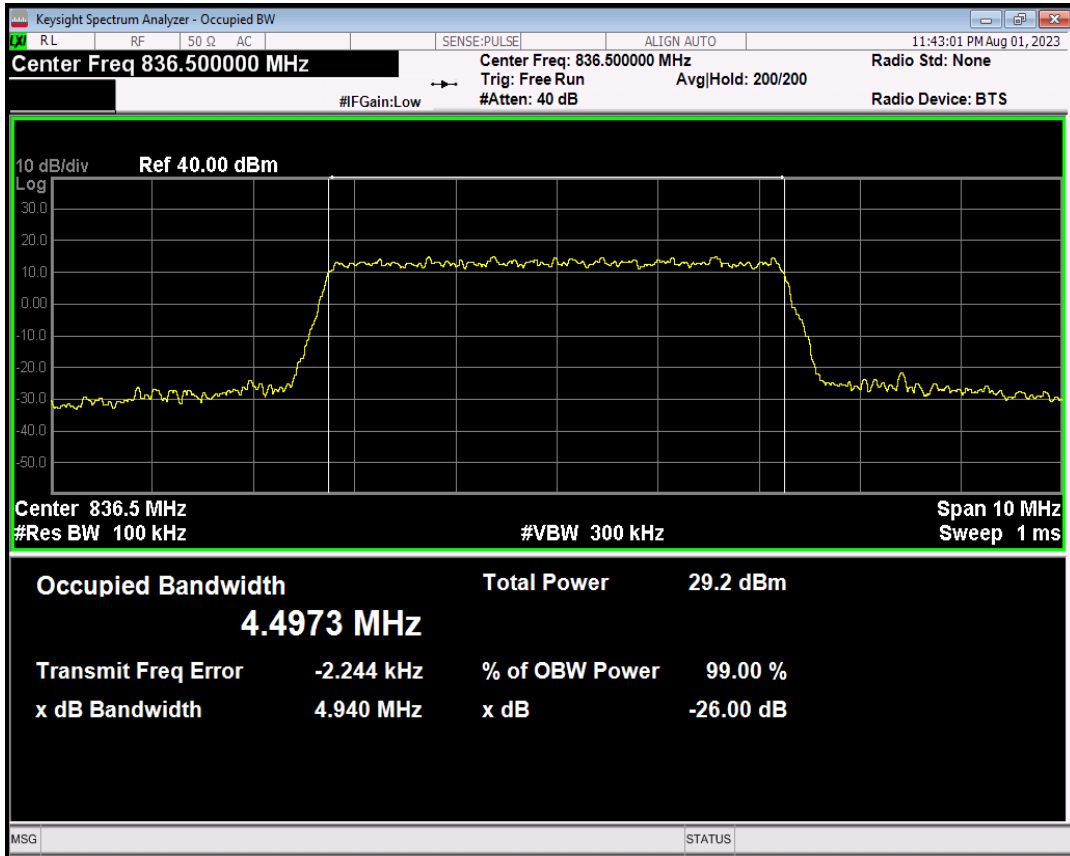 Keysight Spectrum Analyzer - Occupied BW
LXI RL RF 50 Ω AC SENSE:PULSE ALIGN AUTO 11:43:01 PM Aug 01, 2023
Center Freq 836.500000 MHz Center Freq: 836.500000 MHz Radio Std: None
Trig: Free Run Avg|Hold: 200/200
#IFGain:Low #Atten: 40 dB Radio Device: BTS
10 dB/div Ref 40.00 dBm
Log
30.0
20.0
10.0
0.00
-10.0
-20.0
-30.0
-40.0
-50.0
Center 836.5 MHz Span 10 MHz
#Res BW 100 kHz #VBW 300 kHz Sweep 1 ms
Occupied Bandwidth Total Power 29.2 dBm
4.4973 MHz
Transmit Freq Error -2.244 kHz % of OBW Power 99.00 %
x dB Bandwidth 4.940 MHz x dB -26.00 dB
MSG STATUS